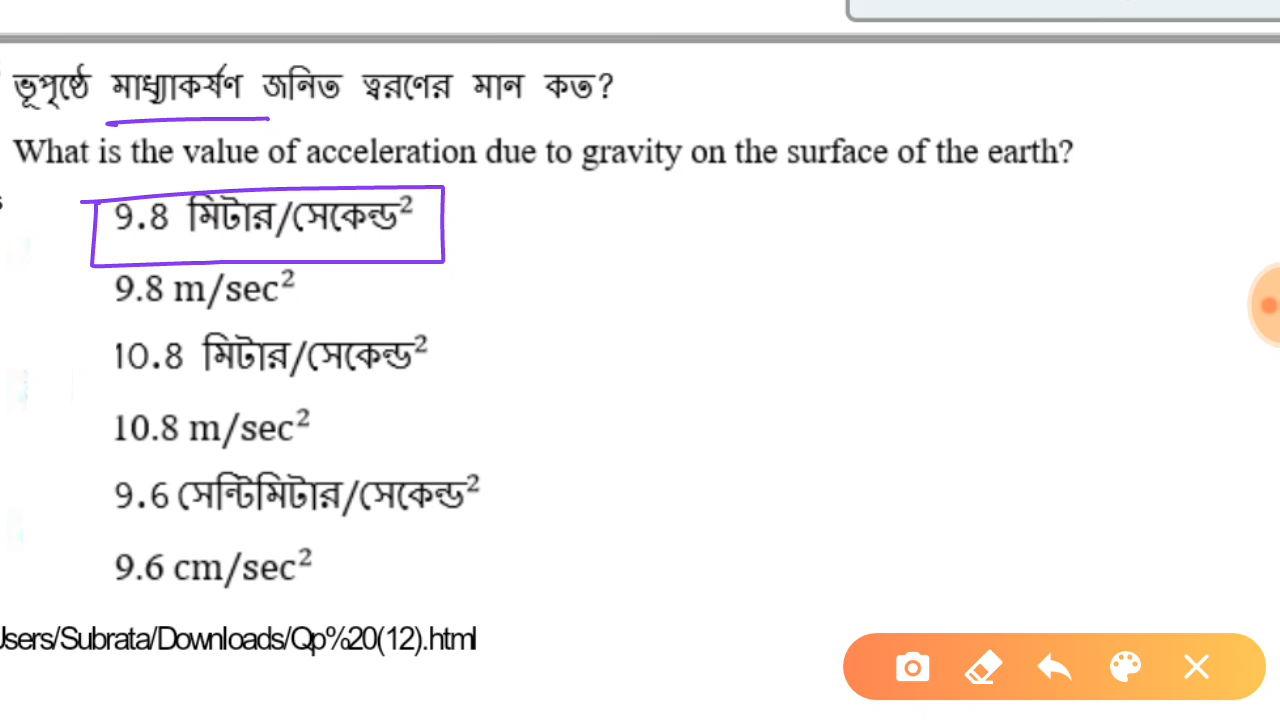 ভূপৃষ্ঠে মাধ্যাকর্ষণ জনিত ত্বরণের মান কত?
What is the value of acceleration due to gravity on the surface of the earth?
9.8 মিটার/সেকেন্ড²
9.8 m/sec²
10.8 মিটার/সেকেন্ড²
10.8 m/sec²
9.6 সেন্টিমিটার/সেকেন্ড²
9.6 cm/sec²
Users/Subrata/Downloads/Qp%20(12).html